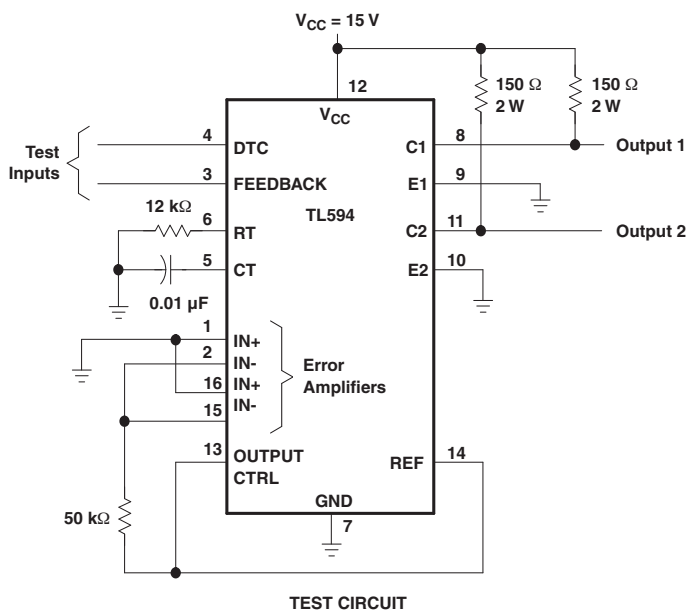 VCC = 15 V
12
VCC
150 Ω
2 W
150 Ω
2 W
Test
Inputs
4
DTC
3
FEEDBACK
TL594
C1
8
Output 1
E1
9
12 kΩ
6
RT
C2
11
Output 2
5
CT
0.01 µF
E2
10
1
IN+
2
IN-
16
IN+
IN-
15
Error
Amplifiers
13
OUTPUT
CTRL
REF
14
50 kΩ
GND
7
TEST CIRCUIT